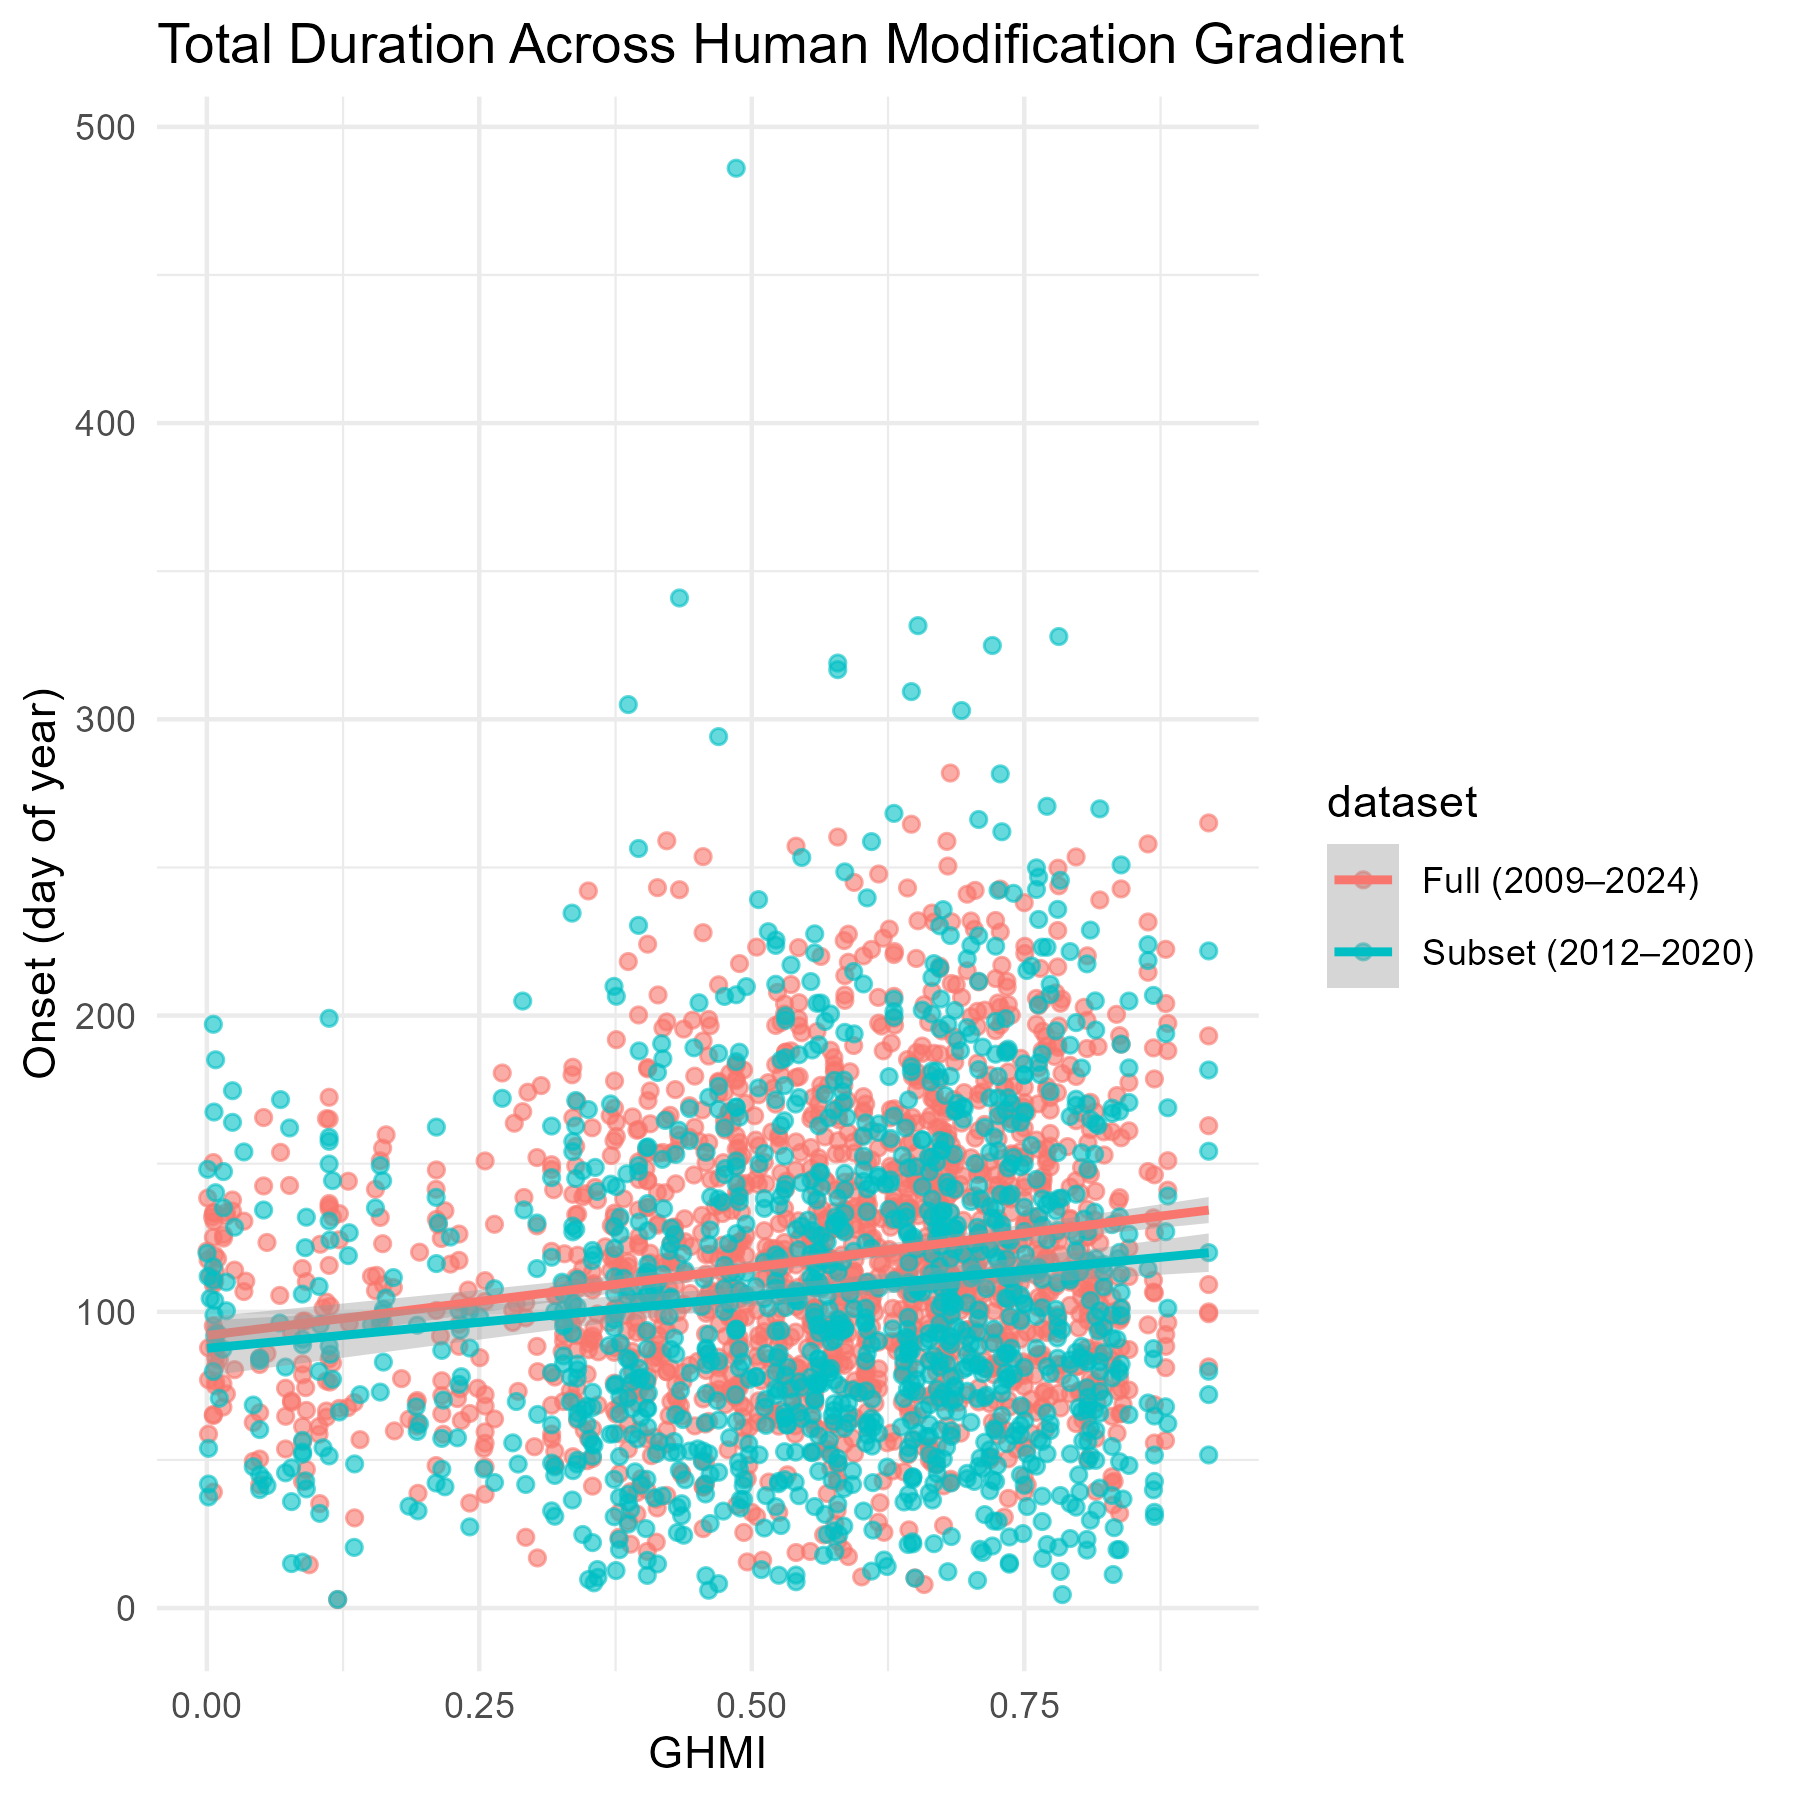 Total Duration Across Human Modification Gradient
500
400
300
200
100
0
Onset (day of year)
0.00 0.25 0.50 0.75
GHMI
dataset
Full (2009–2024)
Subset (2012–2020)